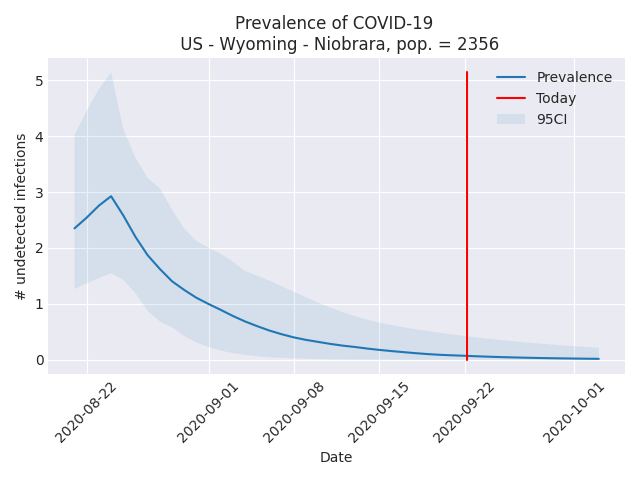 Prevalence of COVID-19
US - Wyoming - Niobrara, pop. = 2356
Prevalence
Today
95CI
# undetected infections
5
4
3
2
1
0
2020-08-22
2020-09-01
2020-09-08
2020-09-15
2020-09-22
2020-10-01
Date